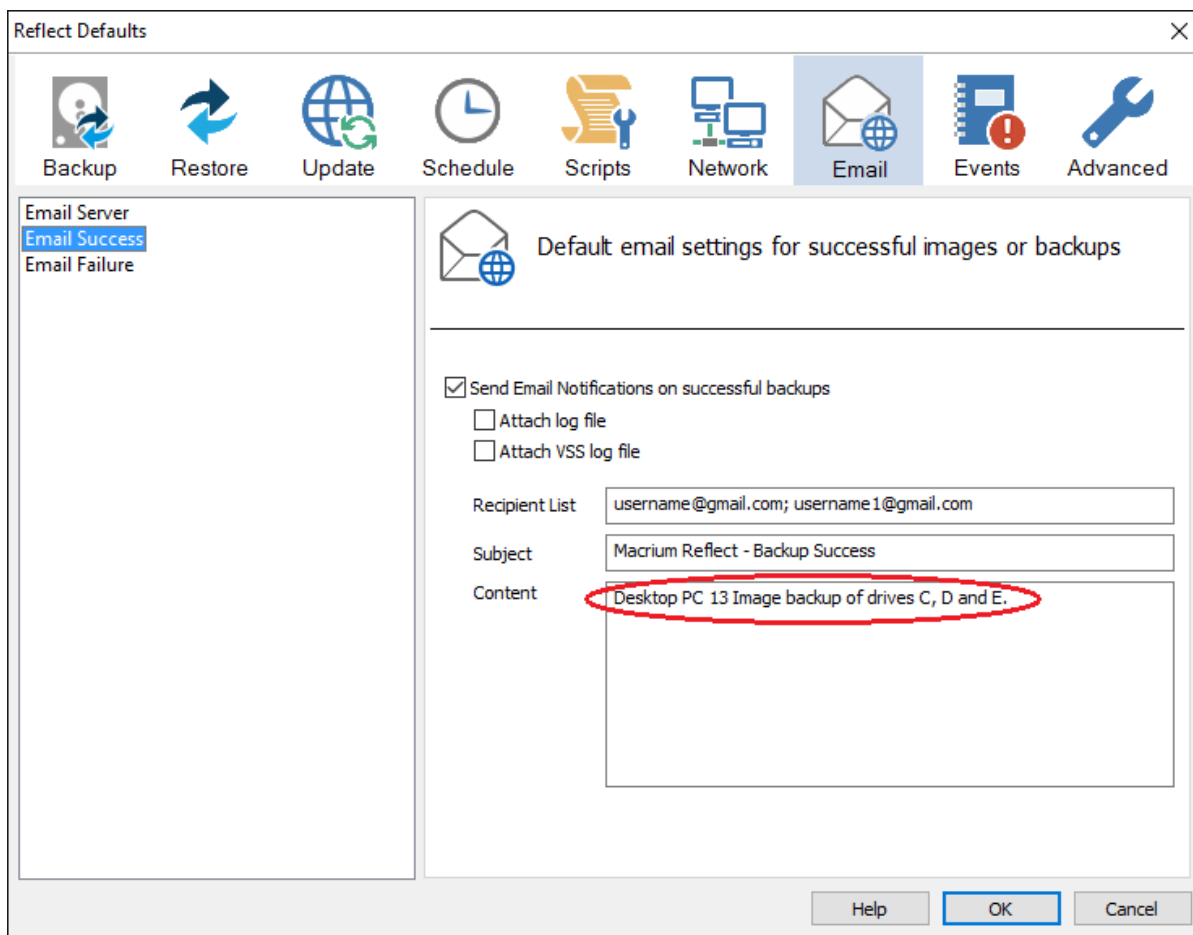 Reflect Defaults
Backup Restore Update Schedule Scripts Network Email Events Advanced
Email Server
Email Success
Email Failure
Default email settings for successful images or backups
Send Email Notifications on successful backups
Attach log file
Attach VSS log file
Recipient List username@gmail.com; username1@gmail.com
Subject Macrium Reflect - Backup Success
Content Desktop PC 13 Image backup of drives C, D and E.
Help OK Cancel